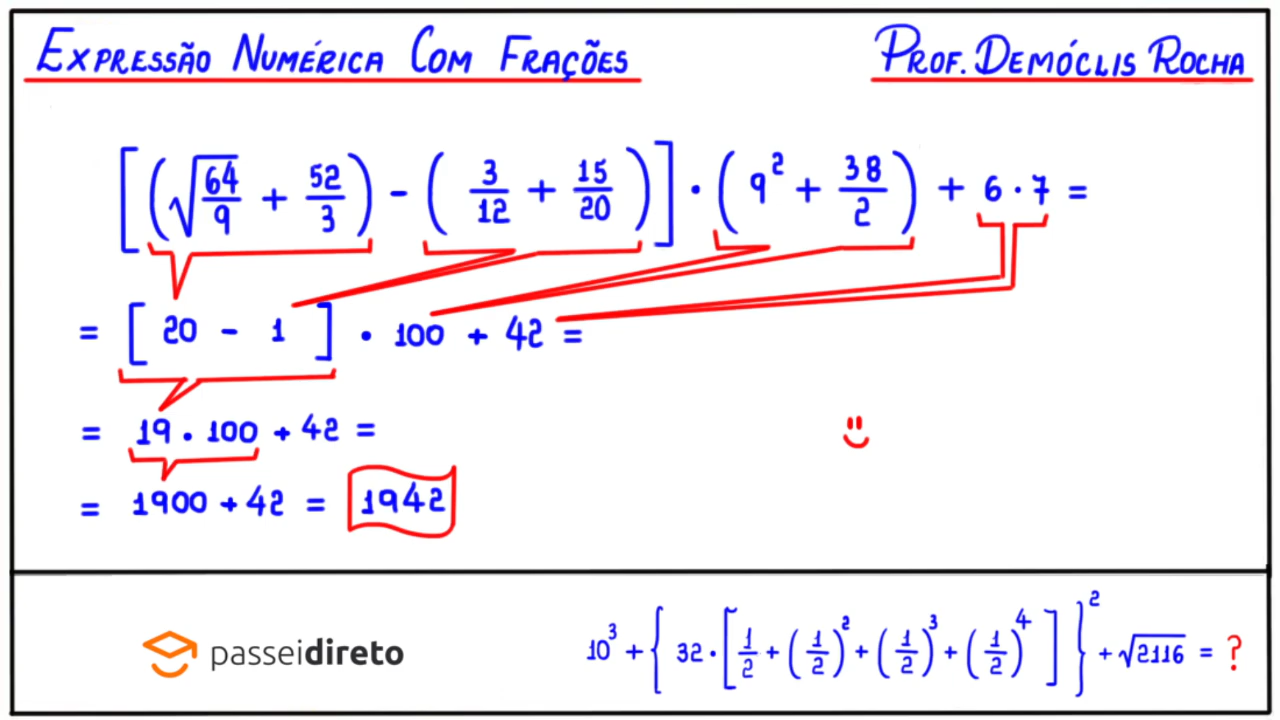 EXPRESSÃO NUMÉRICA COM FRAÇÕES
PROF. DEMÓCLIS ROCHA
[(√(64/9) + 52/3) - (3/12 + 15/20)] · (9² + 38/2) + 6 · 7 =
= [20 - 1] · 100 + 42 =
= 19 · 100 + 42 =
= 1900 + 42 = 1942
passeidireto
10³ + {32 · [1/2 + (1/2)² + (1/2)³ + (1/2)⁴]}² + √2116 = ?